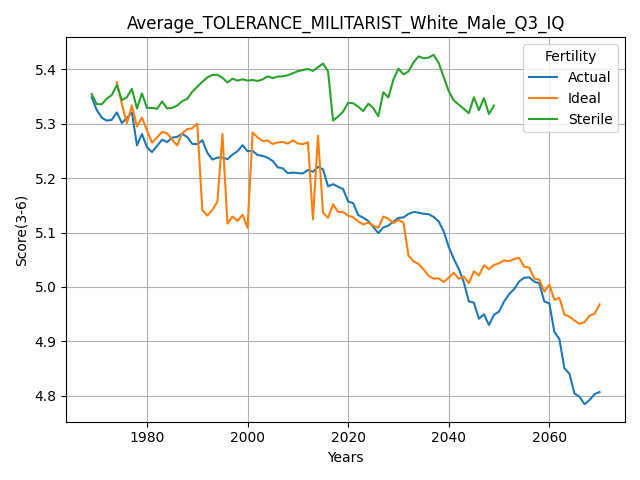 Average_TOLERANCE_MILITARIST_White_Male_Q3_IQ
Fertility
Actual
Ideal
Sterile
Score(3-6)
5.4
5.3
5.2
5.1
5.0
4.9
4.8
1980
2000
2020
2040
2060
Years